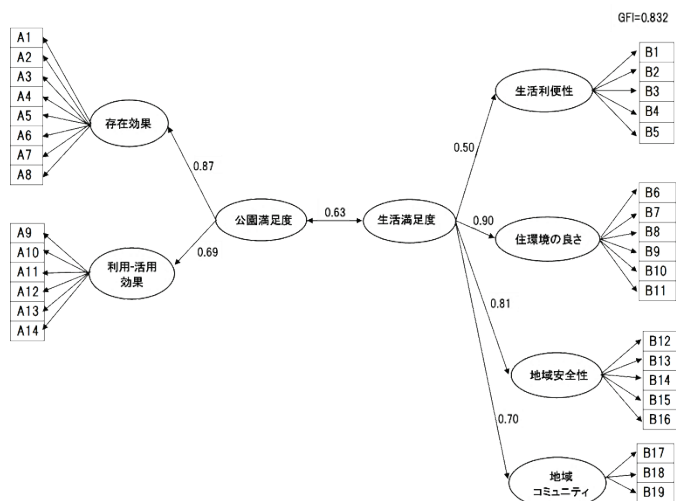 GFI=0.832
A1
A2
A3
A4
A5
A6
A7
A8
存在効果
0.87
A9
A10
A11
A12
A13
A14
利用-活用
効果
0.69
公園満足度
0.63
生活満足度
0.50
生活利便性
B1
B2
B3
B4
B5
0.90
住環境の良さ
B6
B7
B8
B9
B10
B11
0.81
地域安全性
B12
B13
B14
B15
B16
0.70
地域
コミュニティ
B17
B18
B19